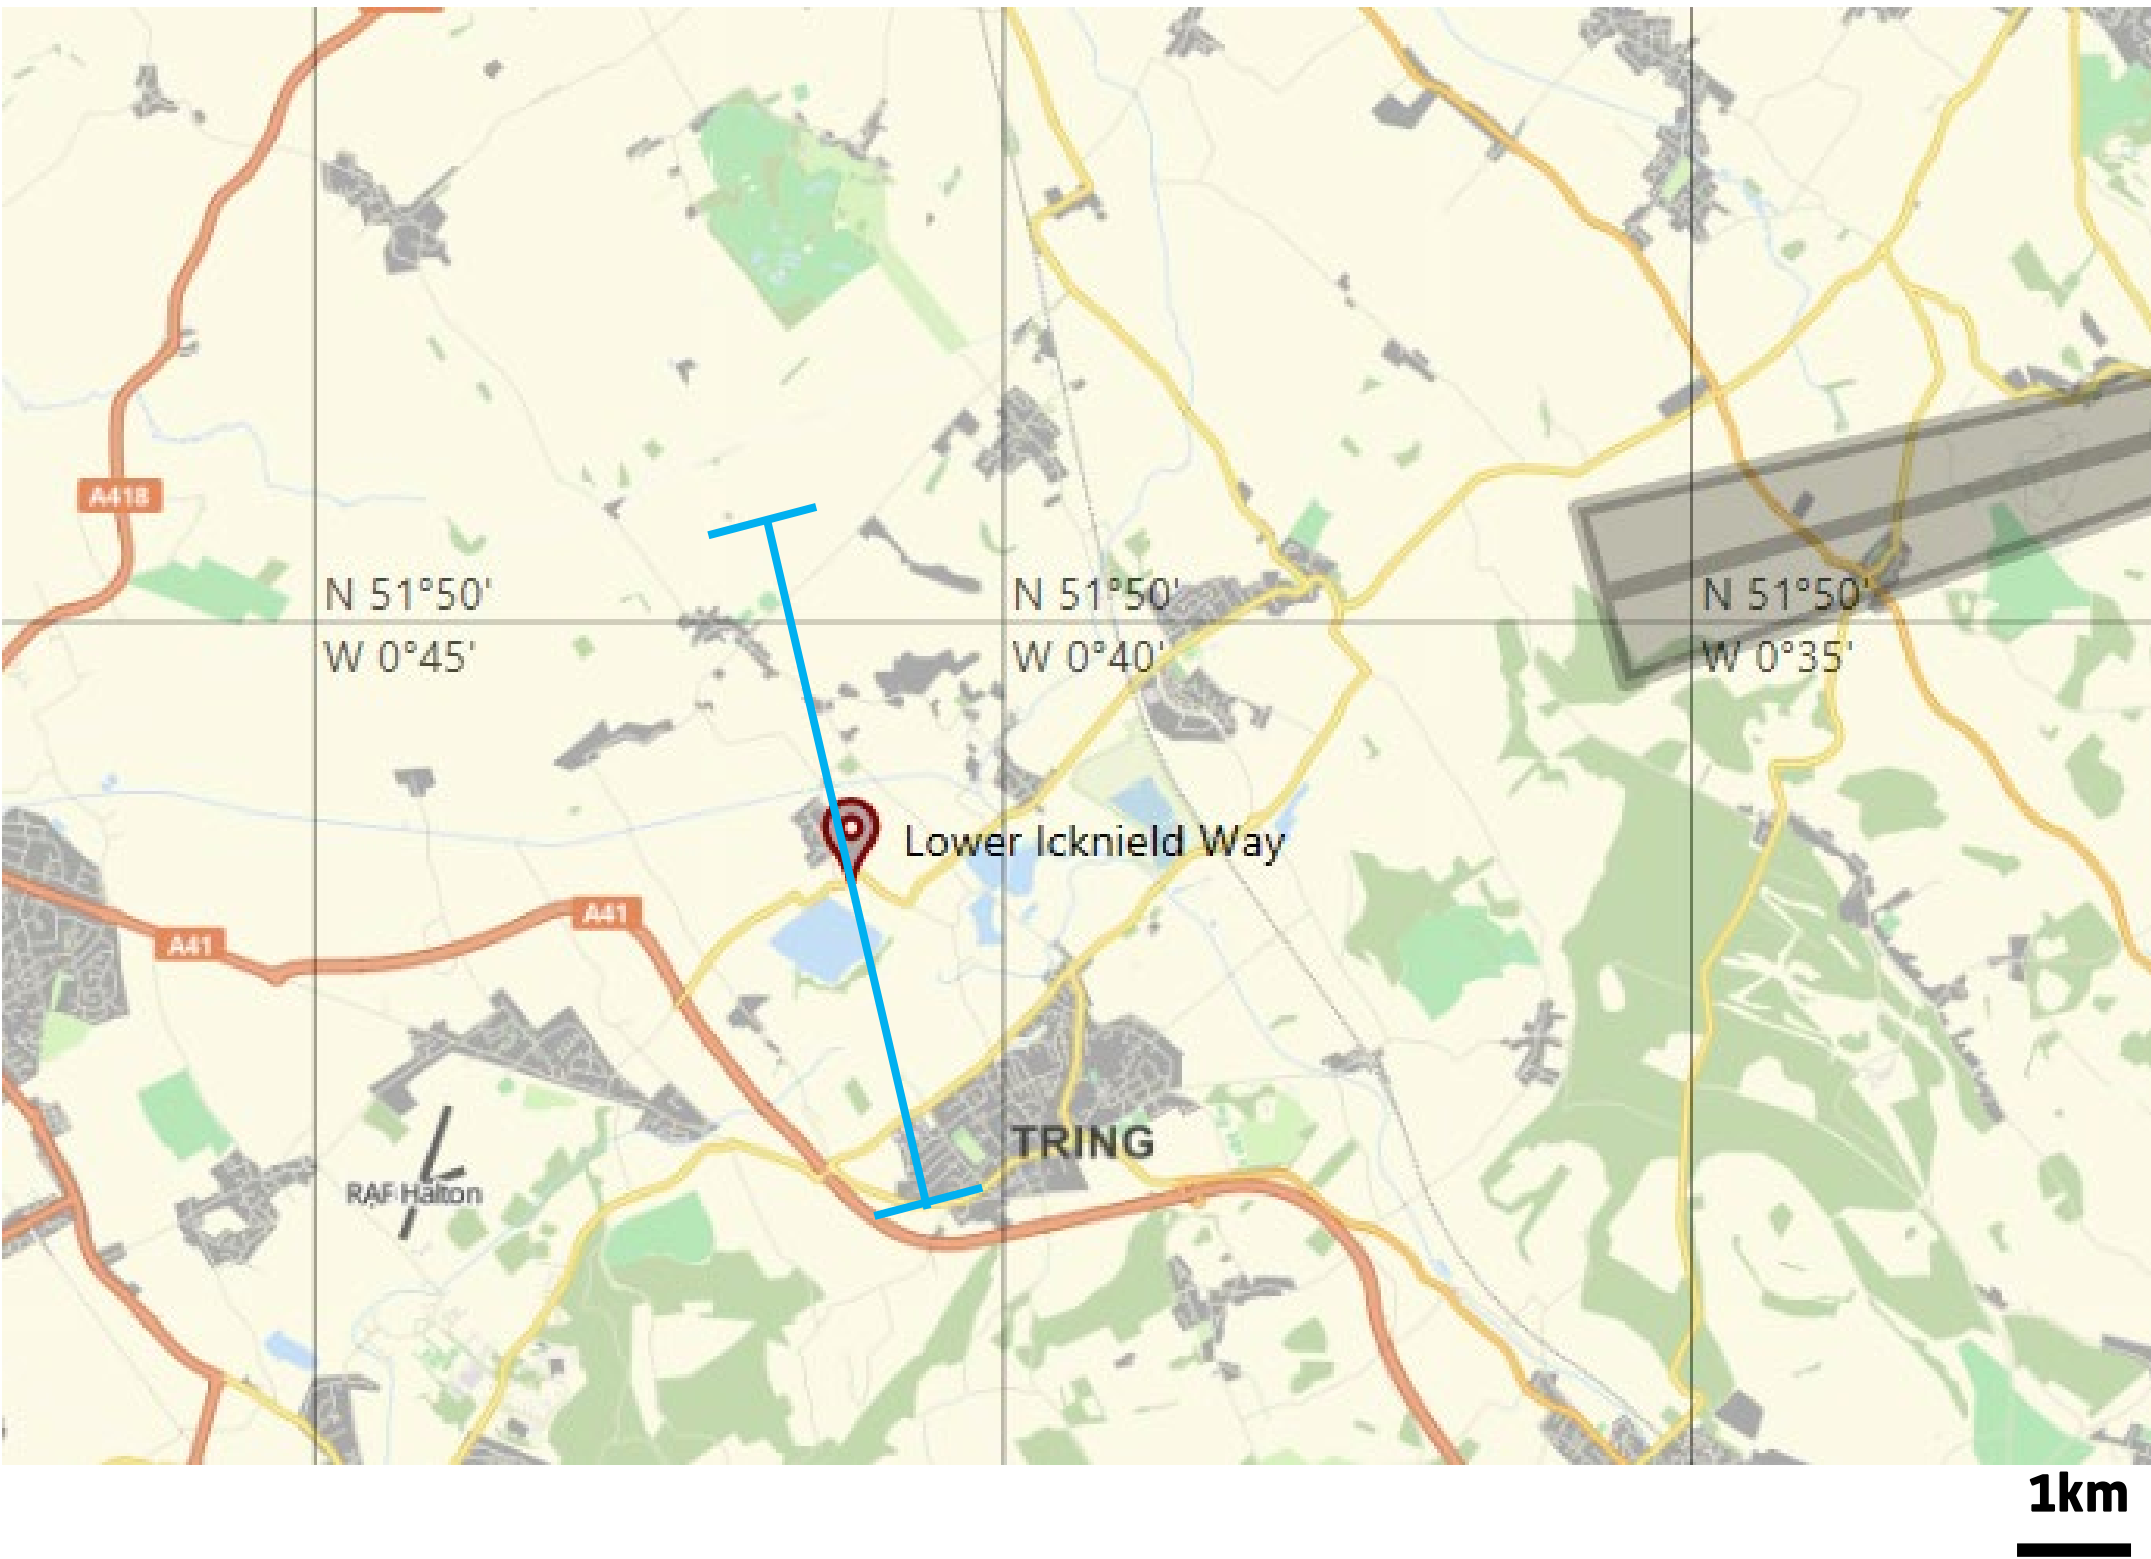 A418
N 51°50'
W 0°45'
N 51°50'
W 0°40'
N 51°50'
W 0°35'
Lower Icknield Way
A41
A41
TRING
RAF Halton
1km